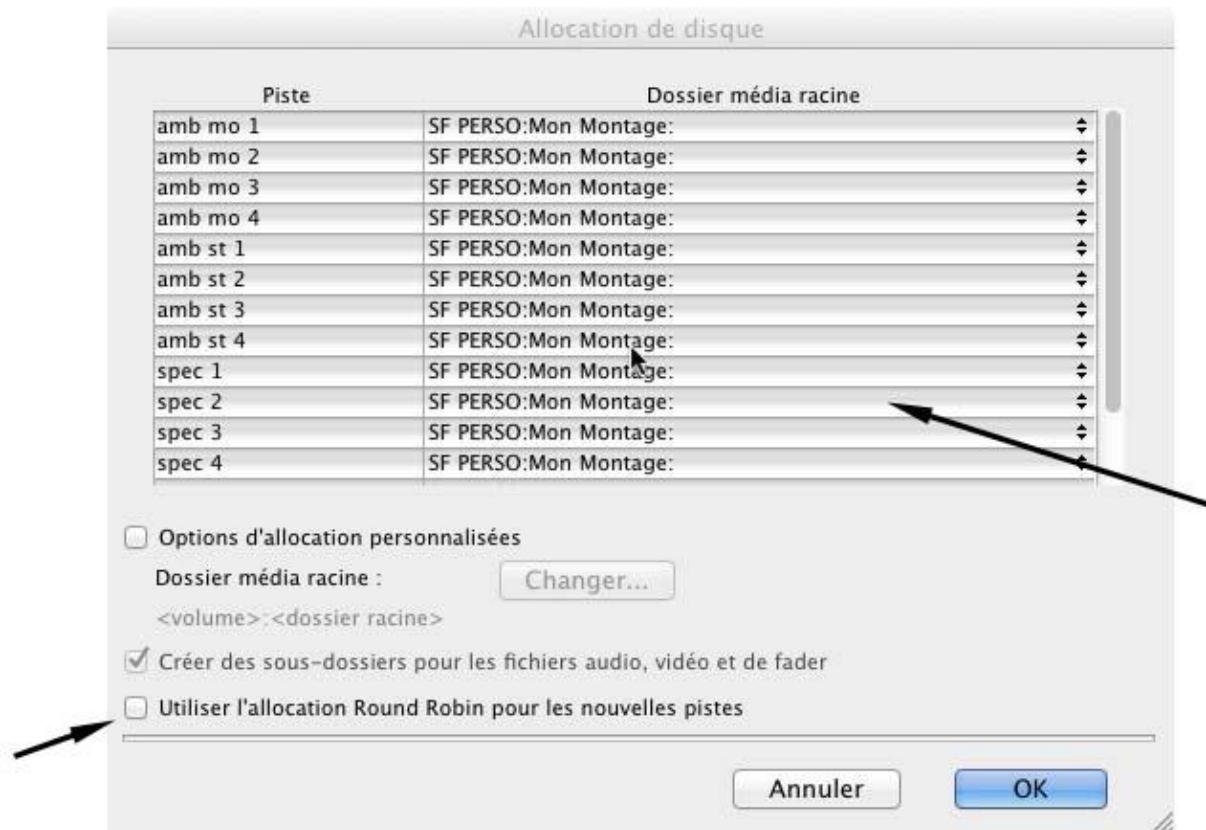 Allocation de disque
Piste Dossier média racine
amb mo 1 SF PERSO:Mon Montage:
amb mo 2 SF PERSO:Mon Montage:
amb mo 3 SF PERSO:Mon Montage:
amb mo 4 SF PERSO:Mon Montage:
amb st 1 SF PERSO:Mon Montage:
amb st 2 SF PERSO:Mon Montage:
amb st 3 SF PERSO:Mon Montage:
amb st 4 SF PERSO:Mon Montage:
spec 1 SF PERSO:Mon Montage:
spec 2 SF PERSO:Mon Montage:
spec 3 SF PERSO:Mon Montage:
spec 4 SF PERSO:Mon Montage:
Options d'allocation personnalisées
Dossier média racine : Changer...
<volume>:<dossier racine>
Créer des sous-dossiers pour les fichiers audio, vidéo et de fader
Utiliser l'allocation Round Robin pour les nouvelles pistes
Annuler OK